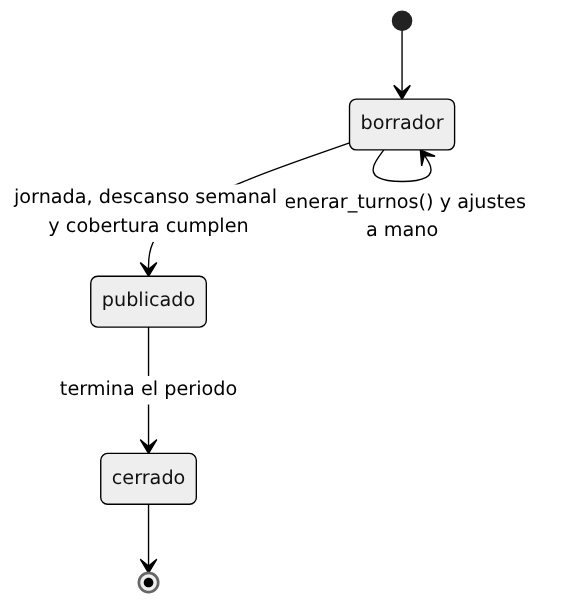 borrador
jornada, descanso semanal
y cobertura cumplen
enerar_turnos() y ajustes
a mano
publicado
termina el periodo
cerrado